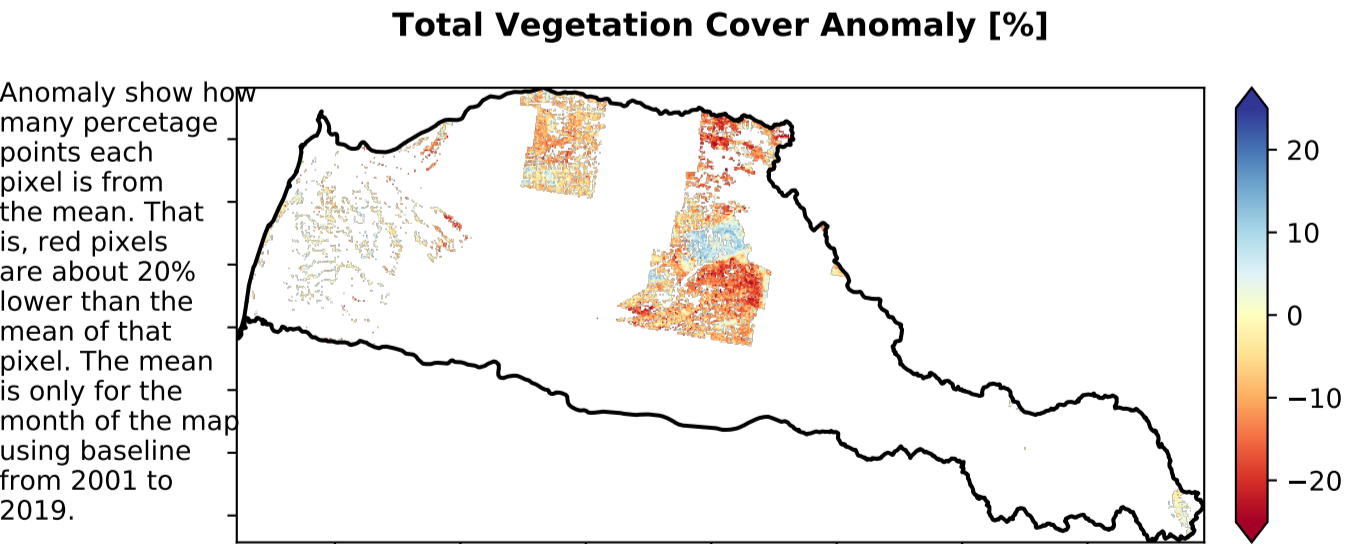 Total Vegetation Cover Anomaly [%]
Anomaly show how
many percetage
points each
pixel is from
the mean. That
is, red pixels
are about 20%
lower than the
mean of that
pixel. The mean
is only for the
month of the map
using baseline
from 2001 to
2019.
20
10
0
−10
−20